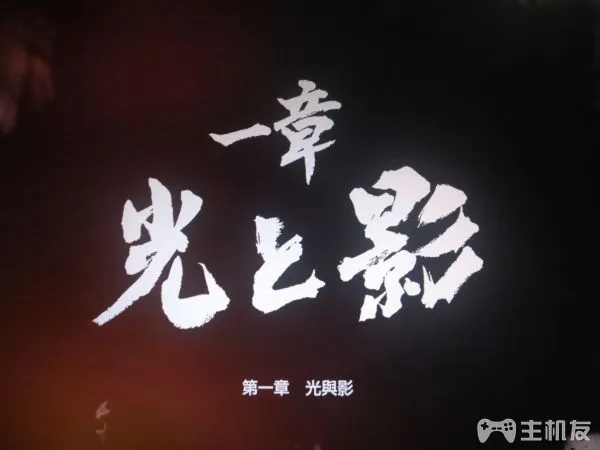 一章
光と影
第一章 光與影
主机友